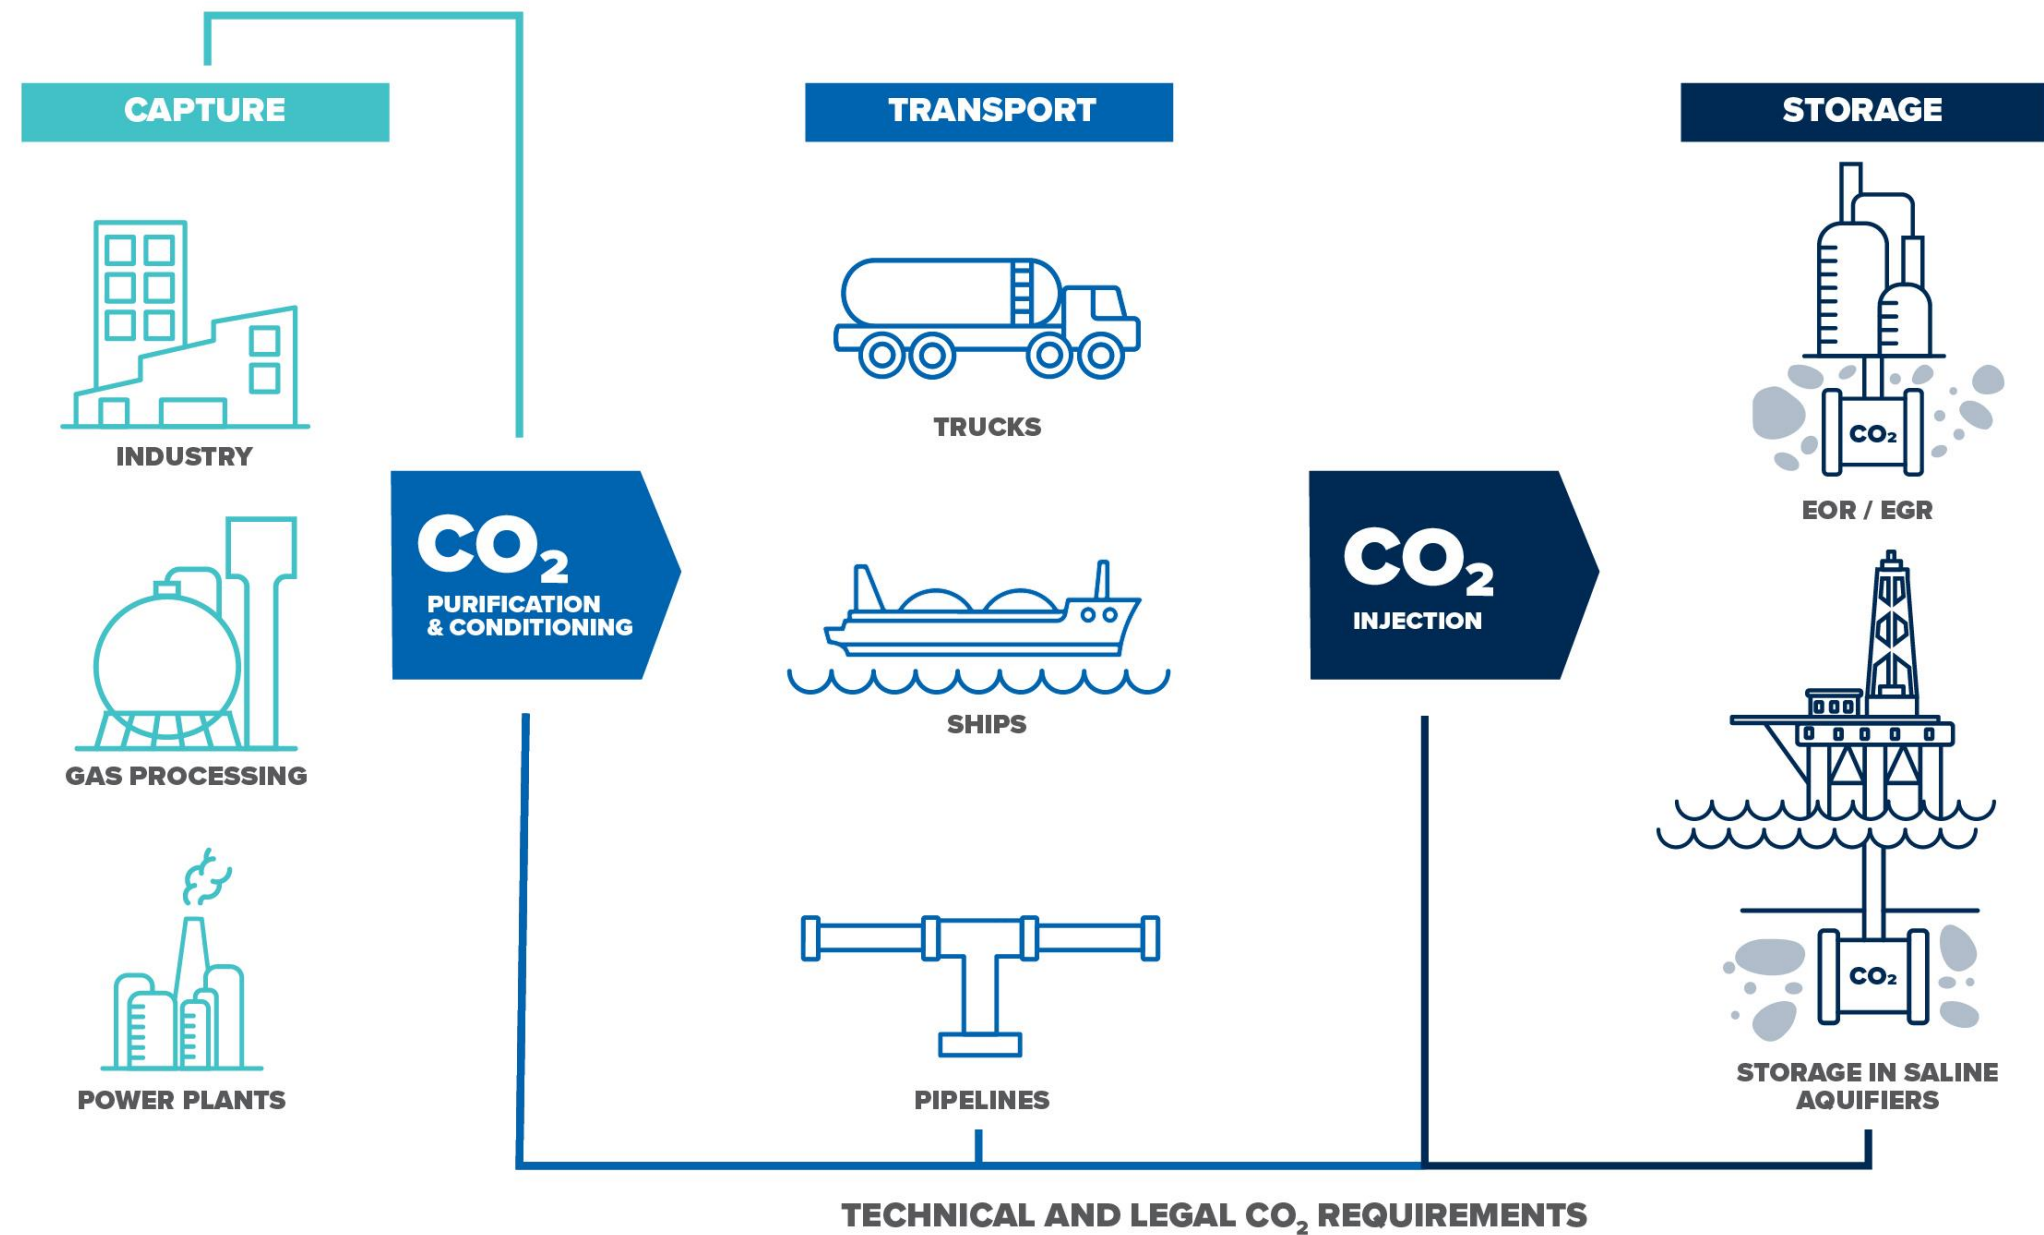 CAPTURE
INDUSTRY
GAS PROCESSING
POWER PLANTS
CO₂
PURIFICATION
& CONDITIONING
TRANSPORT
TRUCKS
SHIPS
PIPELINES
CO₂
INJECTION
STORAGE
CO₂
EOR / EGR
CO₂
STORAGE IN SALINE
AQUIFIERS
TECHNICAL AND LEGAL CO₂ REQUIREMENTS